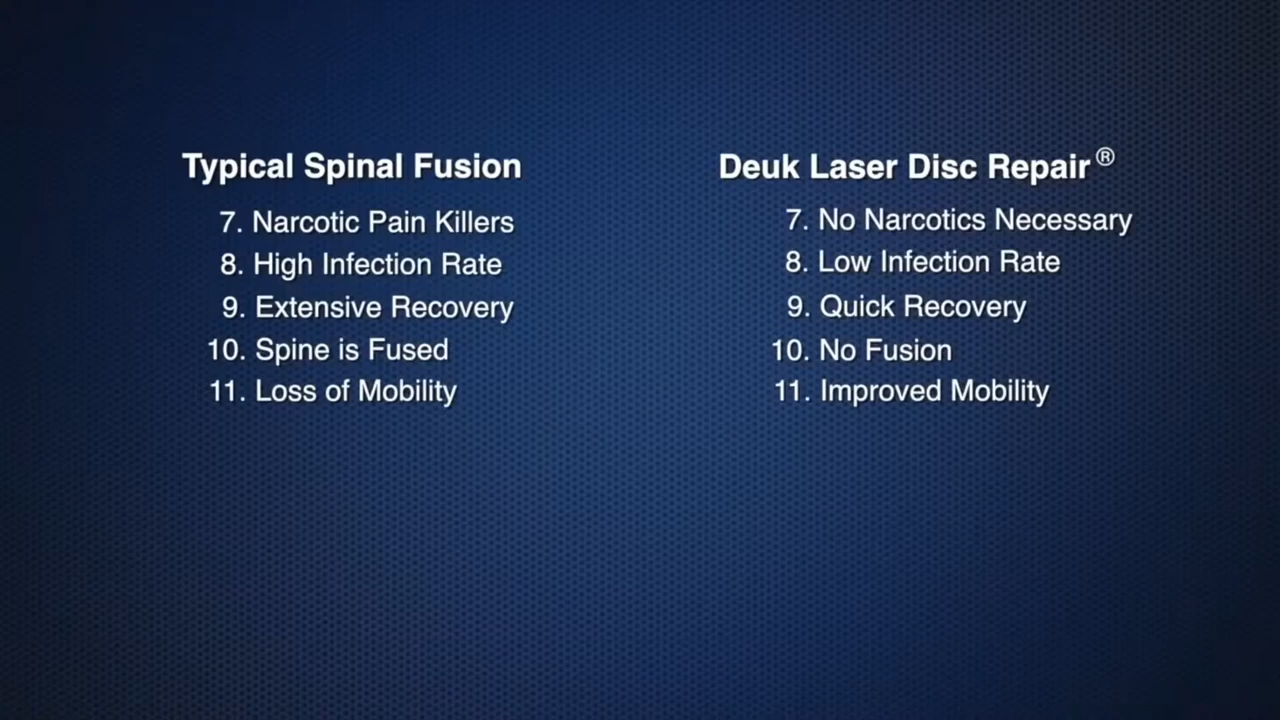 Typical Spinal Fusion
7. Narcotic Pain Killers
8. High Infection Rate
9. Extensive Recovery
10. Spine is Fused
11. Loss of Mobility
Deuk Laser Disc Repair®
7. No Narcotics Necessary
8. Low Infection Rate
9. Quick Recovery
10. No Fusion
11. Improved Mobility